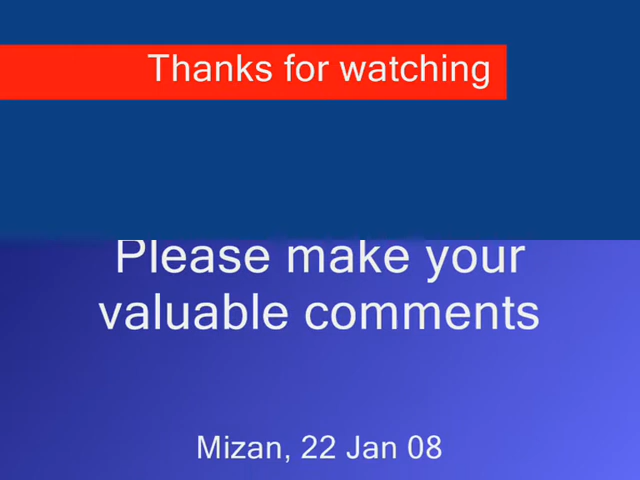 Thanks for watching
Please make your
valuable comments
Mizan, 22 Jan 08